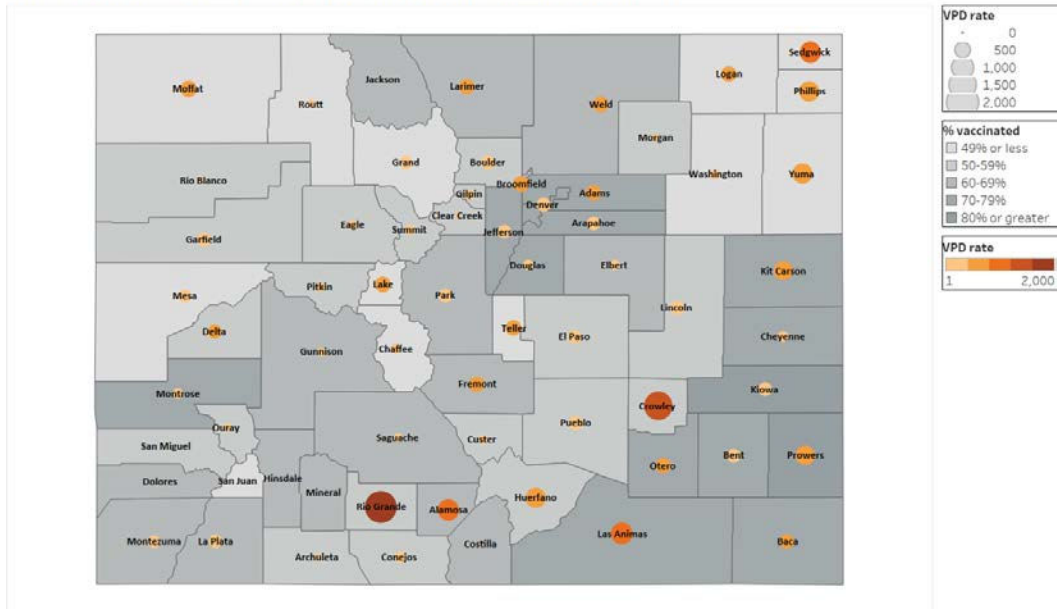 VPD rate
0
500
1,000
1,500
2,000
% vaccinated
49% or less
50-59%
60-69%
70-79%
80% or greater
VPD rate
1
2,000
Moffat
Routt
Jackson
Larimer
Weld
Logan
Sedgwick
Phillips
Morgan
Grand
Boulder
Rio Blanco
Broomfield
Washington
Yuma
Gilpin
Adams
Denver
Clear Creek
Arapahoe
Eagle
Summit
Jefferson
Garfield
Douglas
Elbert
Kit Carson
Pitkin
Lake
Mesa
Park
Lincoln
Delta
Teller
El Paso
Cheyenne
Gunnison
Chaffee
Fremont
Montrose
Kiowa
Crowley
Ouray
Pueblo
San Miguel
Saguache
Custer
Bent
Prowers
Otero
Dolores
San Juan
Hinsdale
Mineral
Huerfano
Rio Grande
Alamosa
Las Animas
Montezuma
La Plata
Costilla
Baca
Archuleta
Conejos